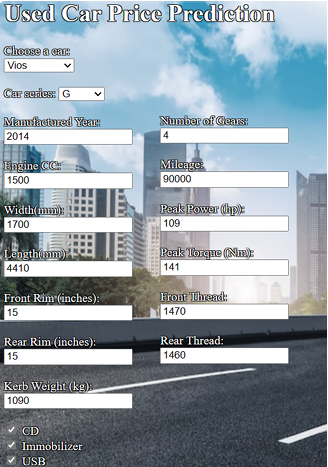 Used Car Price Prediction
Choose a car:
Vios
Car series: G
Manufactured Year:
2014
Number of Gears:
4
Engine CC:
1500
Mileage:
90000
Width(mm):
1700
Peak Power (hp):
109
Length(mm)
4410
Peak Torque (Nm):
141
Front Rim (inches):
15
Front Thread:
1470
Rear Rim (inches):
15
Rear Thread:
1460
Kerb Weight (kg):
1090
CD
Immobilizer
USB